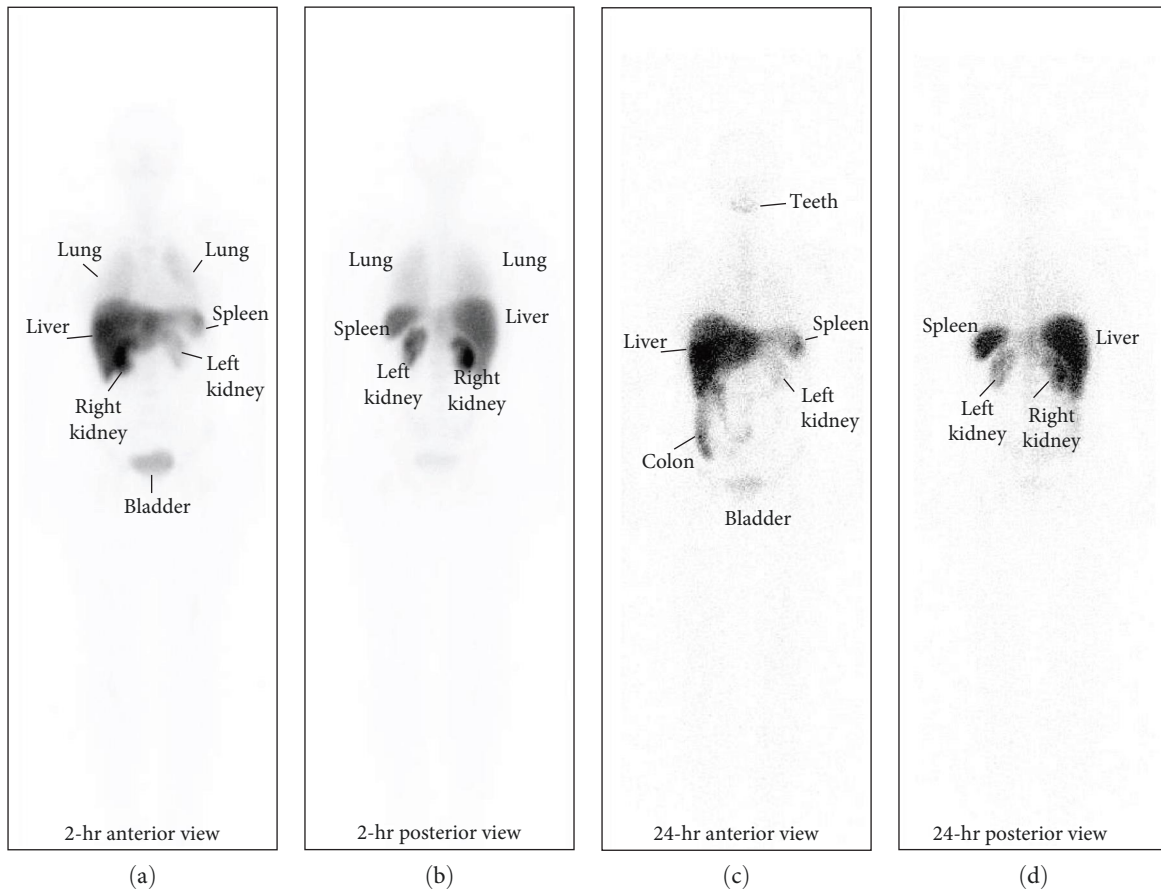 Lung
Lung
Liver
Spleen
Left
kidney
Right
kidney
Bladder
2-hr anterior view
(a)
Lung
Lung
Spleen
Liver
Left
kidney
Right
kidney
2-hr posterior view
(b)
Teeth
Liver
Spleen
Left
kidney
Colon
Bladder
24-hr anterior view
(c)
Spleen
Liver
Left
kidney
Right
kidney
24-hr posterior view
(d)